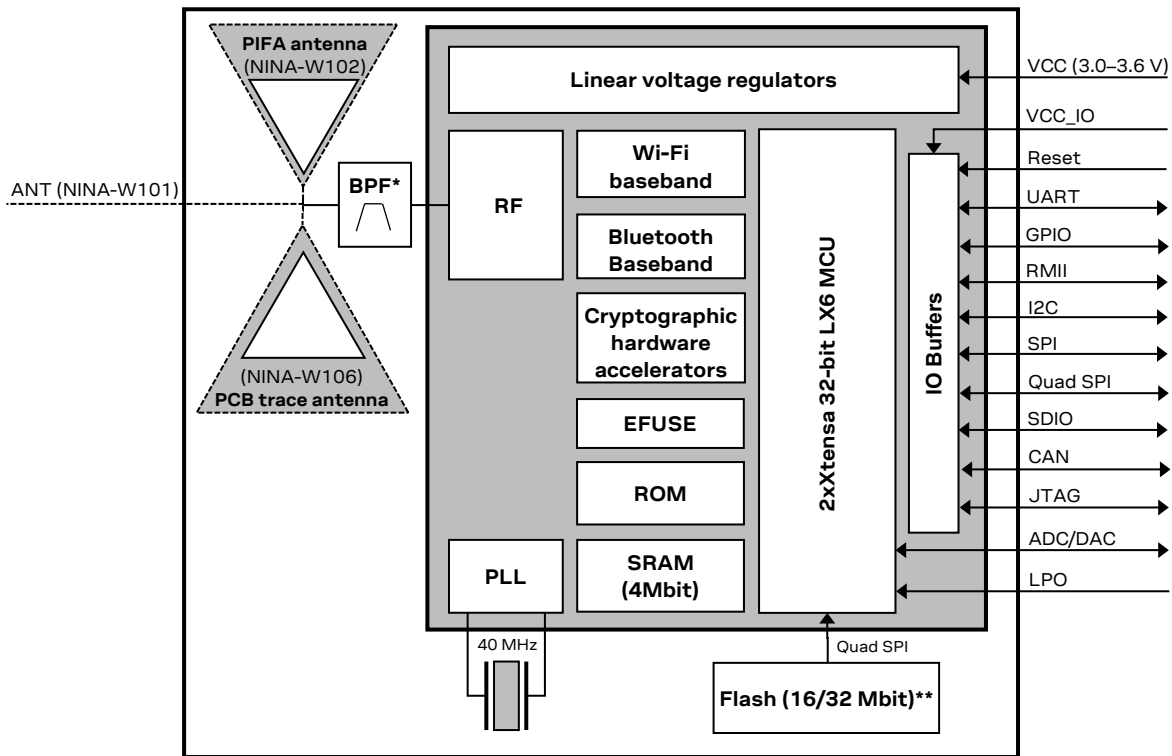 PIFA antenna
(NINA-W102)
ANT (NINA-W101)
BPF*
(NINA-W106)
PCB trace antenna
Linear voltage regulators
RF
Wi-Fi
baseband
Bluetooth
Baseband
Cryptographic
hardware
accelerators
EFUSE
ROM
PLL
SRAM
(4Mbit)
2xXtensa 32-bit LX6 MCU
IO Buffers
VCC (3.0–3.6 V)
VCC_IO
Reset
UART
GPIO
RMII
I2C
SPI
Quad SPI
SDIO
CAN
JTAG
ADC/DAC
LPO
40 MHz
Quad SPI
Flash (16/32 Mbit)**